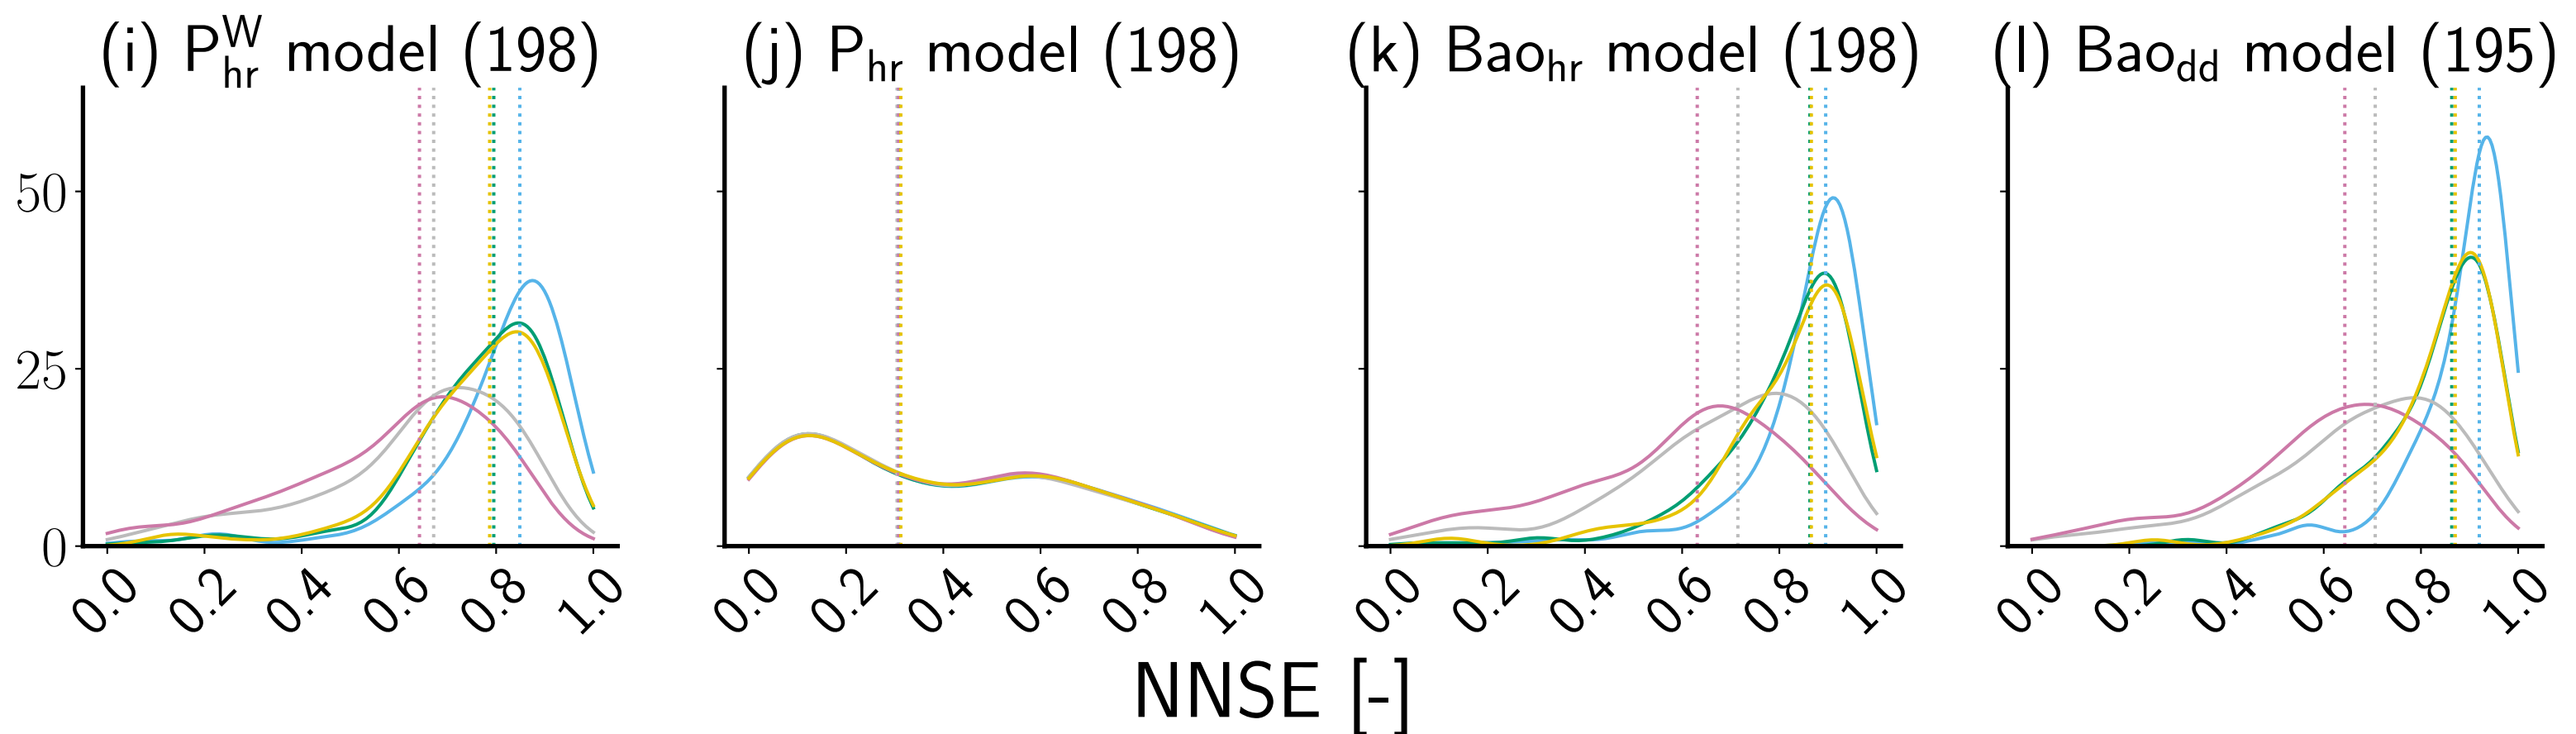 (i) P^W_hr model (198)
(j) P_hr model (198)
(k) Bao_hr model (198)
(l) Bao_dd model (195)
50
25
0
0.0 0.2 0.4 0.6 0.8 1.0
0.0 0.2 0.4 0.6 0.8 1.0
0.0 0.2 0.4 0.6 0.8 1.0
0.0 0.2 0.4 0.6 0.8 1.0
NNSE [-]